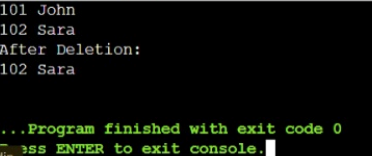 101 John
102 Sara
After Deletion:
102 Sara
...Program finished with exit code 0
ess ENTER to exit console.